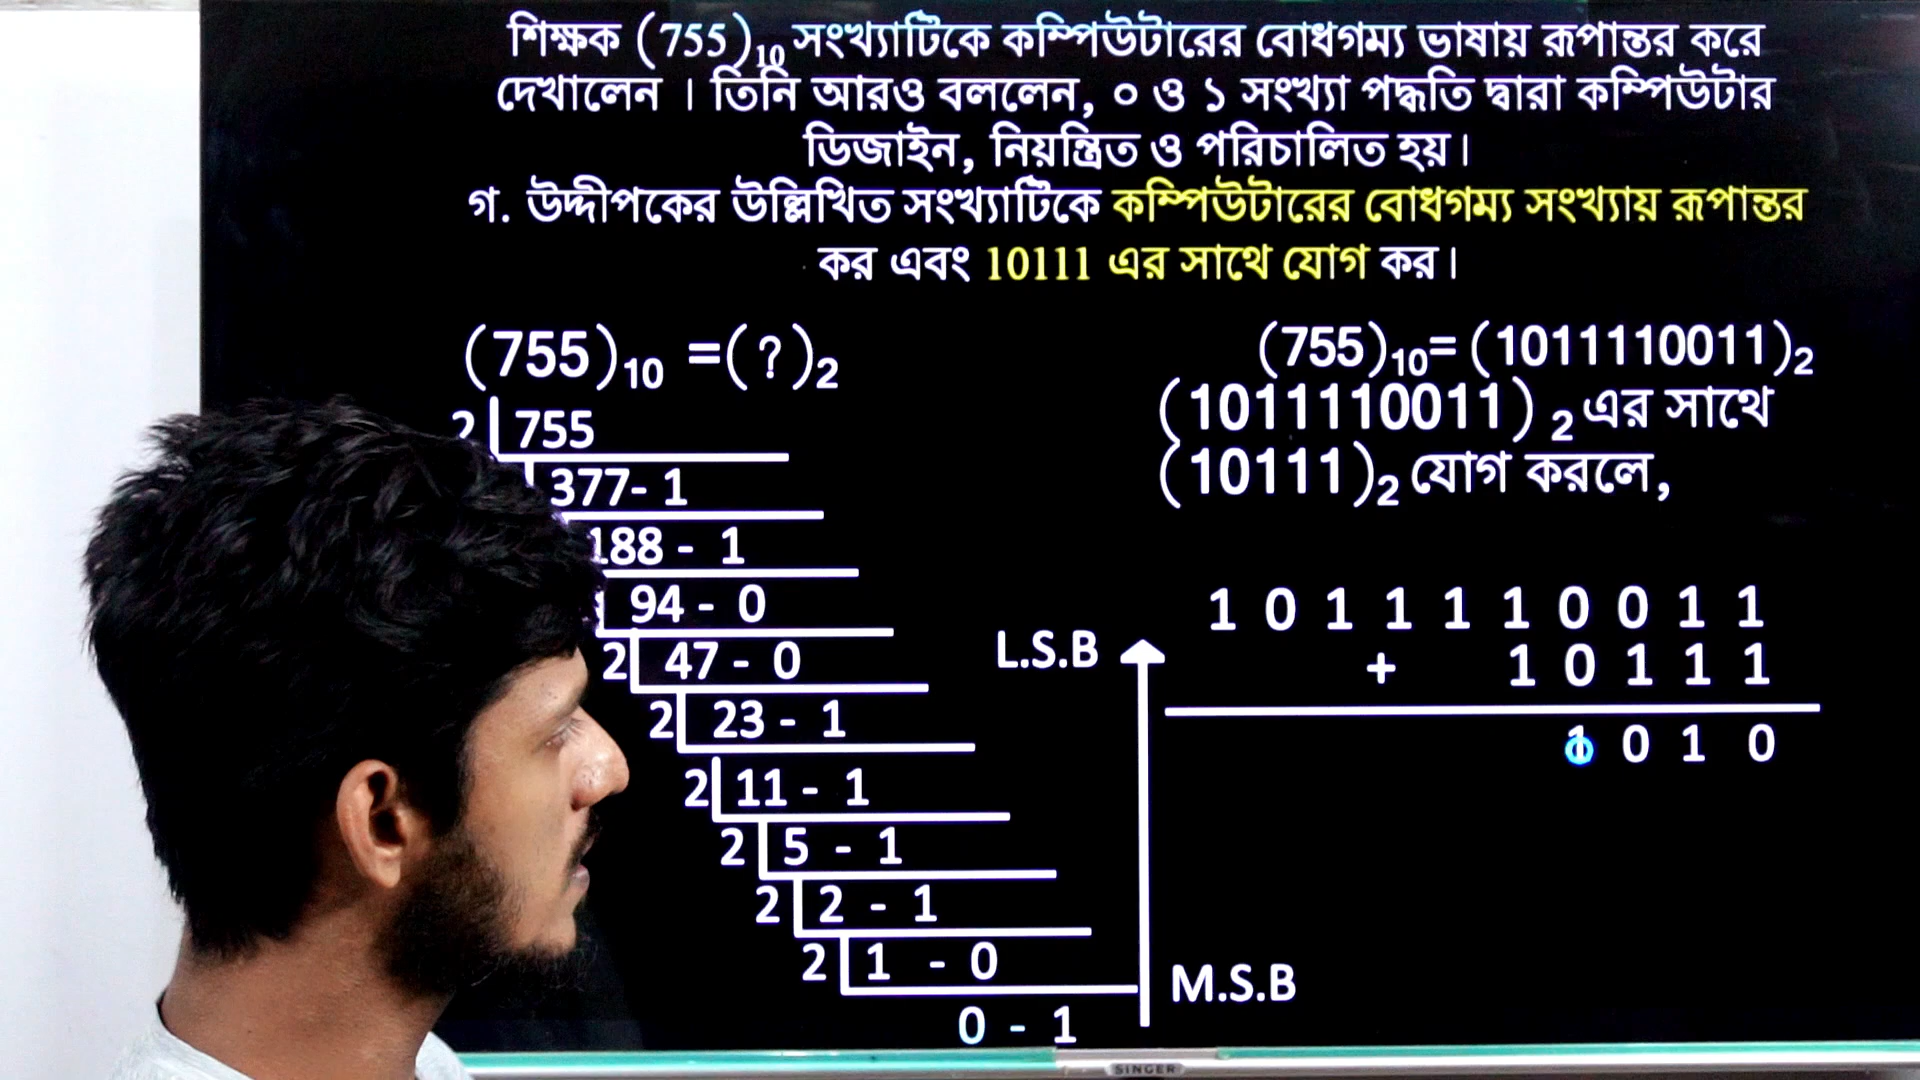 শিক্ষক (755)₁₀ সংখ্যাটিকে কম্পিউটারের বোধগম্য ভাষায় রূপান্তর করে
দেখালেন । তিনি আরও বললেন, ০ ও ১ সংখ্যা পদ্ধতি দ্বারা কম্পিউটার
ডিজাইন, নিয়ন্ত্রিত ও পরিচালিত হয়।
গ. উদ্দীপকের উল্লিখিত সংখ্যাটিকে কম্পিউটারের বোধগম্য সংখ্যায় রূপান্তর
কর এবং 10111 এর সাথে যোগ কর।
(755)₁₀ =(?)₂
2 755
377- 1
188 - 1
94 - 0
2 47 - 0
2 23 - 1
2 11 - 1
2 5 - 1
2 2 - 1
2 1 - 0
0 - 1
L.S.B
M.S.B
(755)₁₀= (1011110011)₂
(1011110011)₂ এর সাথে
(10111)₂ যোগ করলে,
1 0 1 1 1 1 0 0 1 1
+ 1 0 1 1 1
1 0 1 0
SINGER